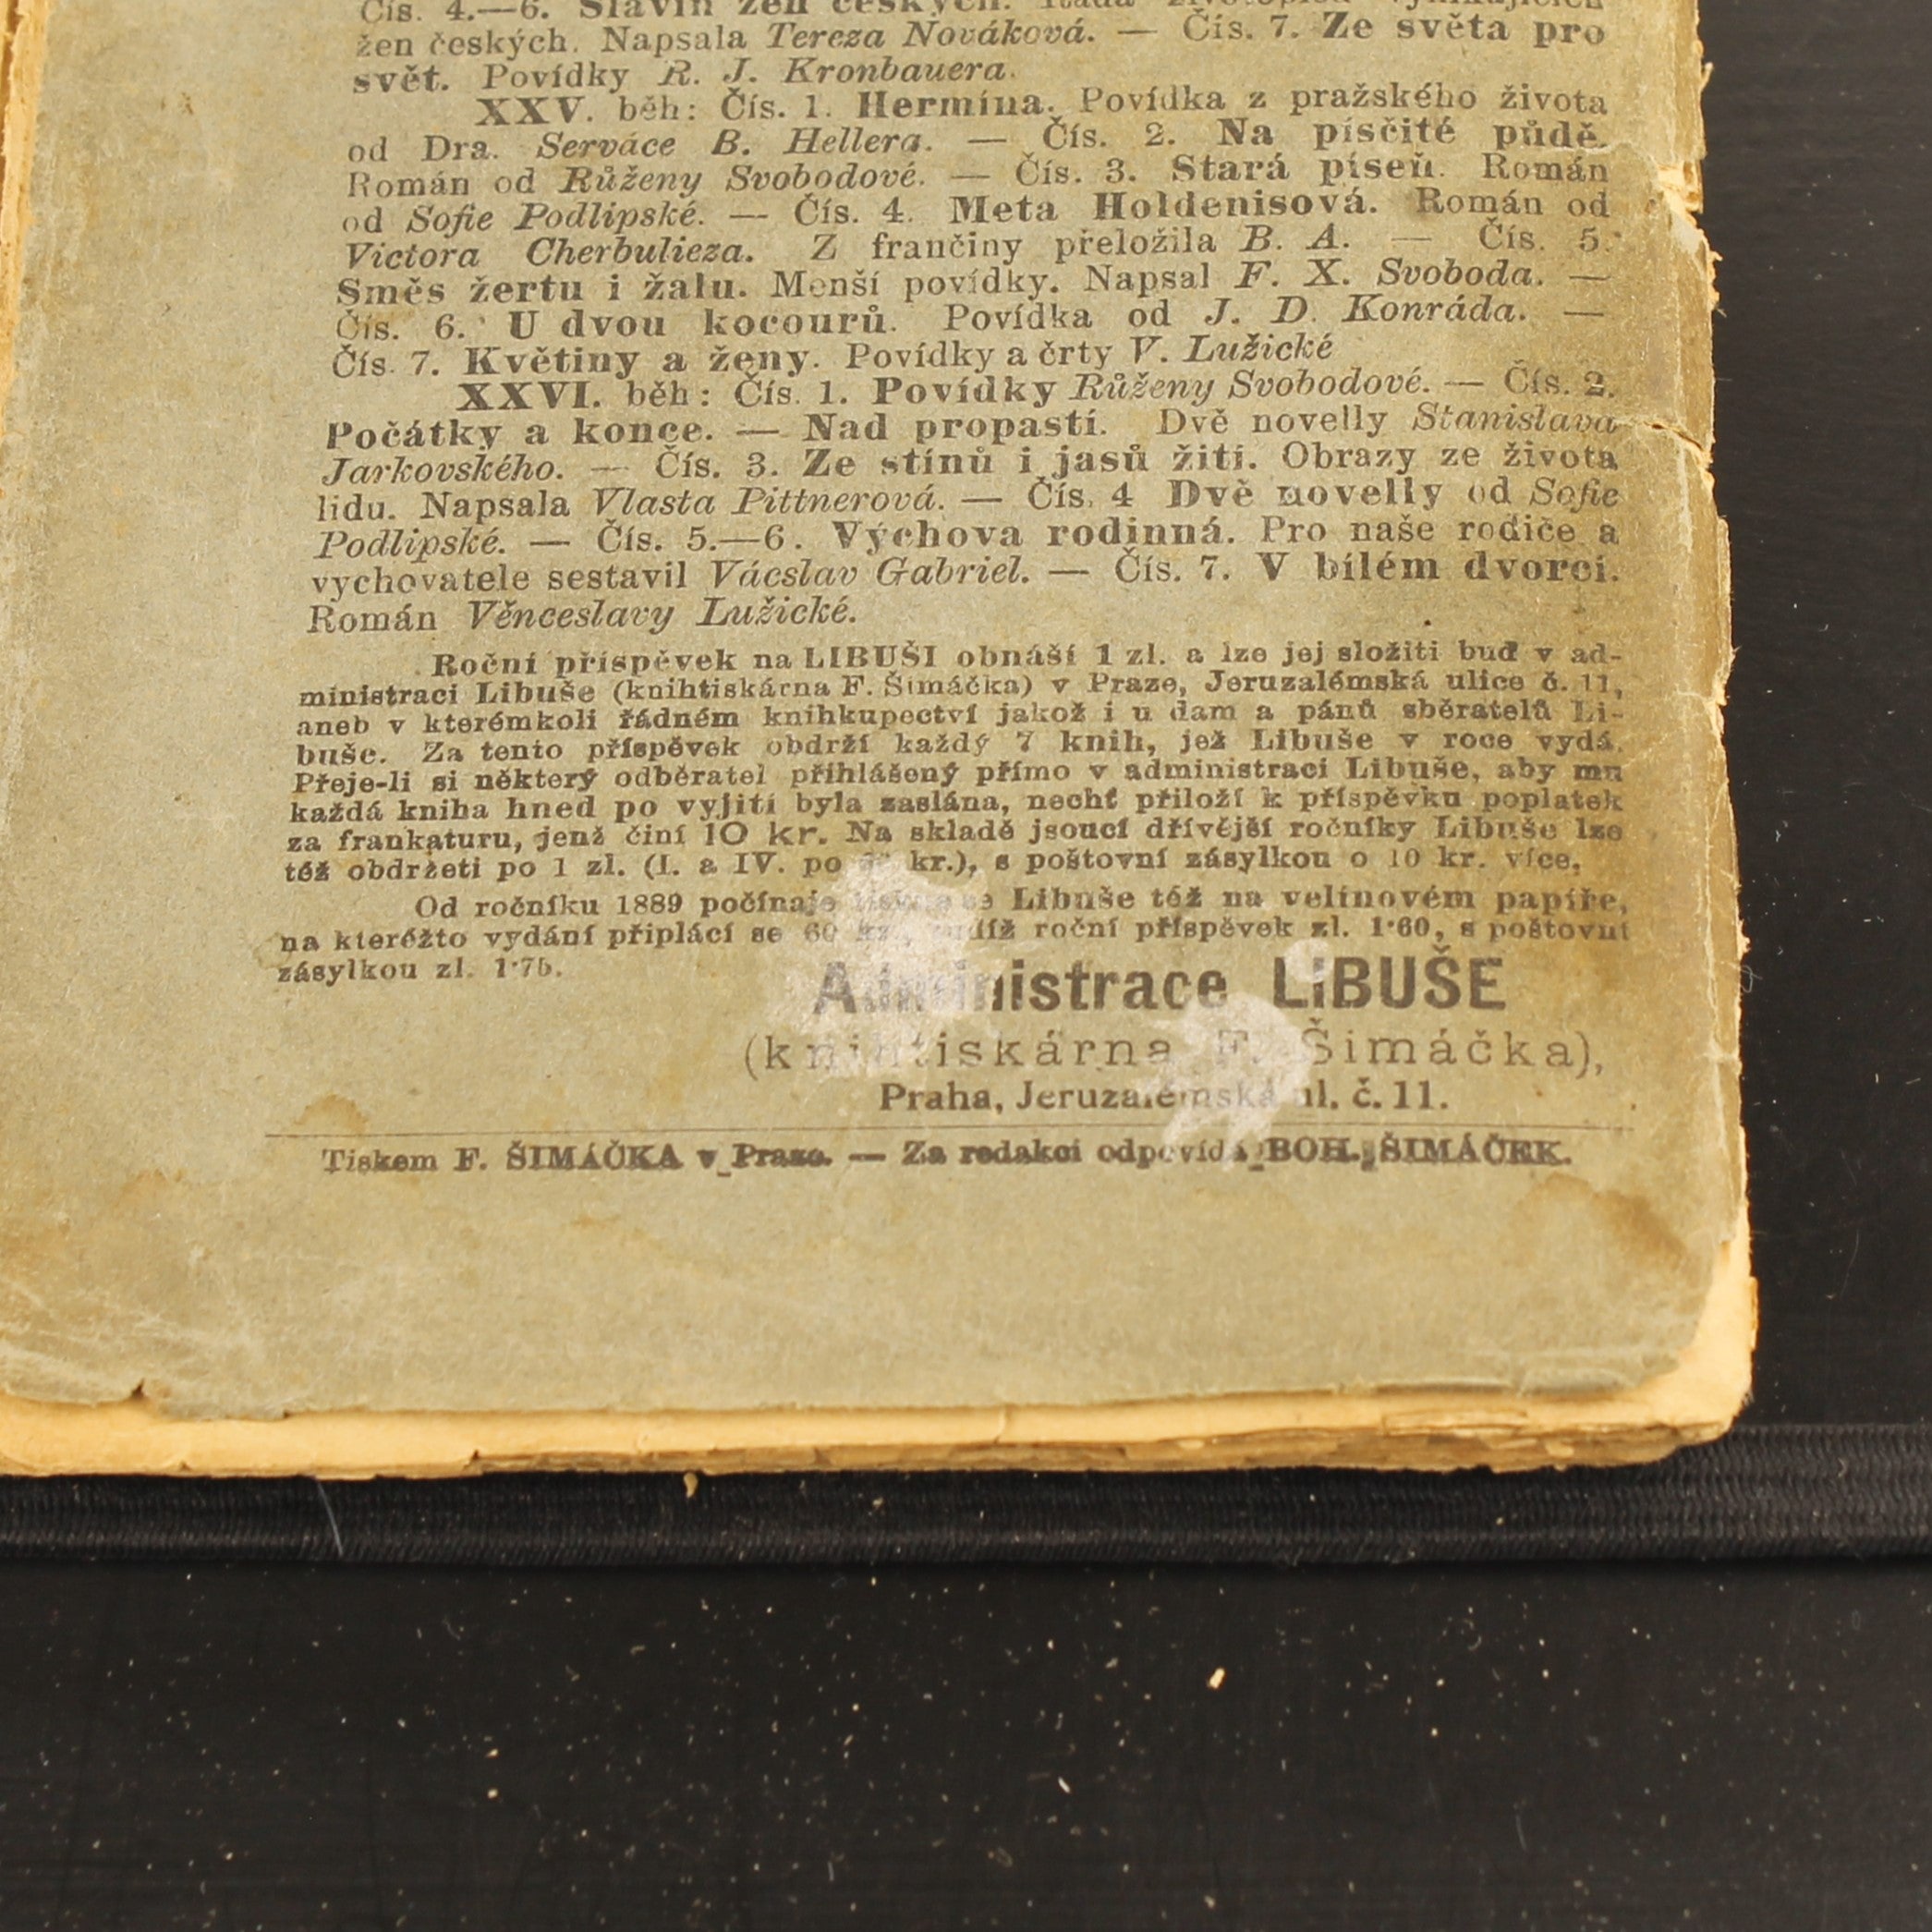 Čís. 4.—6. Slavín žen českých. Řada životopisů vynikajících
žen českých. Napsala Tereza Nováková. — Čís. 7. Ze světa pro
svět. Povídky R. J. Kronbauera.
XXV. běh: Čís. 1. Hermína. Povídka z pražského života
od Dra. Serváce B. Hellera. — Čís. 2. Na písčité půdě.
Román od Růženy Svobodové. — Čís. 3. Stará píseň. Román
od Sofie Podlipské. — Čís. 4. Meta Holdenisová. Román od
Victora Cherbulieza. Z frančiny přeložila B. A. — Čís. 5.
Směs žertu i žalu. Menší povídky. Napsal F. X. Svoboda. —
Čís. 6. U dvou kocourů. Povídka od J. D. Konráda. —
Čís. 7. Květiny a ženy. Povídky a črty V. Lužické
XXVI. běh: Čís. 1. Povídky Růženy Svobodové. — Čís. 2.
Počátky a konce. — Nad propastí. Dvě novelly Stanislava
Jarkovského. — Čís. 3. Ze stínů i jasů žití. Obrazy ze života
lidu. Napsala Vlasta Pittnerová. — Čís. 4 Dvě novelly od Sofie
Podlipské. — Čís. 5.—6. Výchova rodinná. Pro naše rodiče a
vychovatele sestavil Vácslav Gabriel. — Čís. 7. V bílém dvorci.
Román Věnceslavy Lužické.
Roční příspěvek na LIBUŠI obnáší 1 zl. a lze jej složiti buď v ad-
ministraci Libuše (knihtiskárna F. Šimáčka) v Praze, Jeruzalémská ulice č. 11,
aneb v kterémkoli řádném knihkupectví jakož i u dam a pánů sběratelů Li-
buše. Za tento příspěvek obdrží každý 7 knih, jež Libuše v roce vydá.
Přeje-li si některý odběratel přihlášený přímo v administraci Libuše, aby mu
každá kniha hned po vyjití byla zaslána, nechť přiloží k příspěvku poplatek
za frankaturu, jenž činí 10 kr. Na skladě jsoucí dřívější ročníky Libuše lze
též obdržeti po 1 zl. (I. a IV. po kr.), s poštovní zásylkou o 10 kr. více.
Od ročníku 1889 počínaje se Libuše též na velínovém papíře,
na kteréžto vydání připlácí se 60 kr., tudíž roční příspěvek zl. 1·60, s poštovní
zásylkou zl. 1·75.
Administrace LIBUŠE
(knihtiskárna F. Šimáčka),
Praha, Jeruzalémská ul. č. 11.
Tiskem F. ŠIMÁČKA v Praze. — Za redakci odpovídá BOH. ŠIMÁČEK.